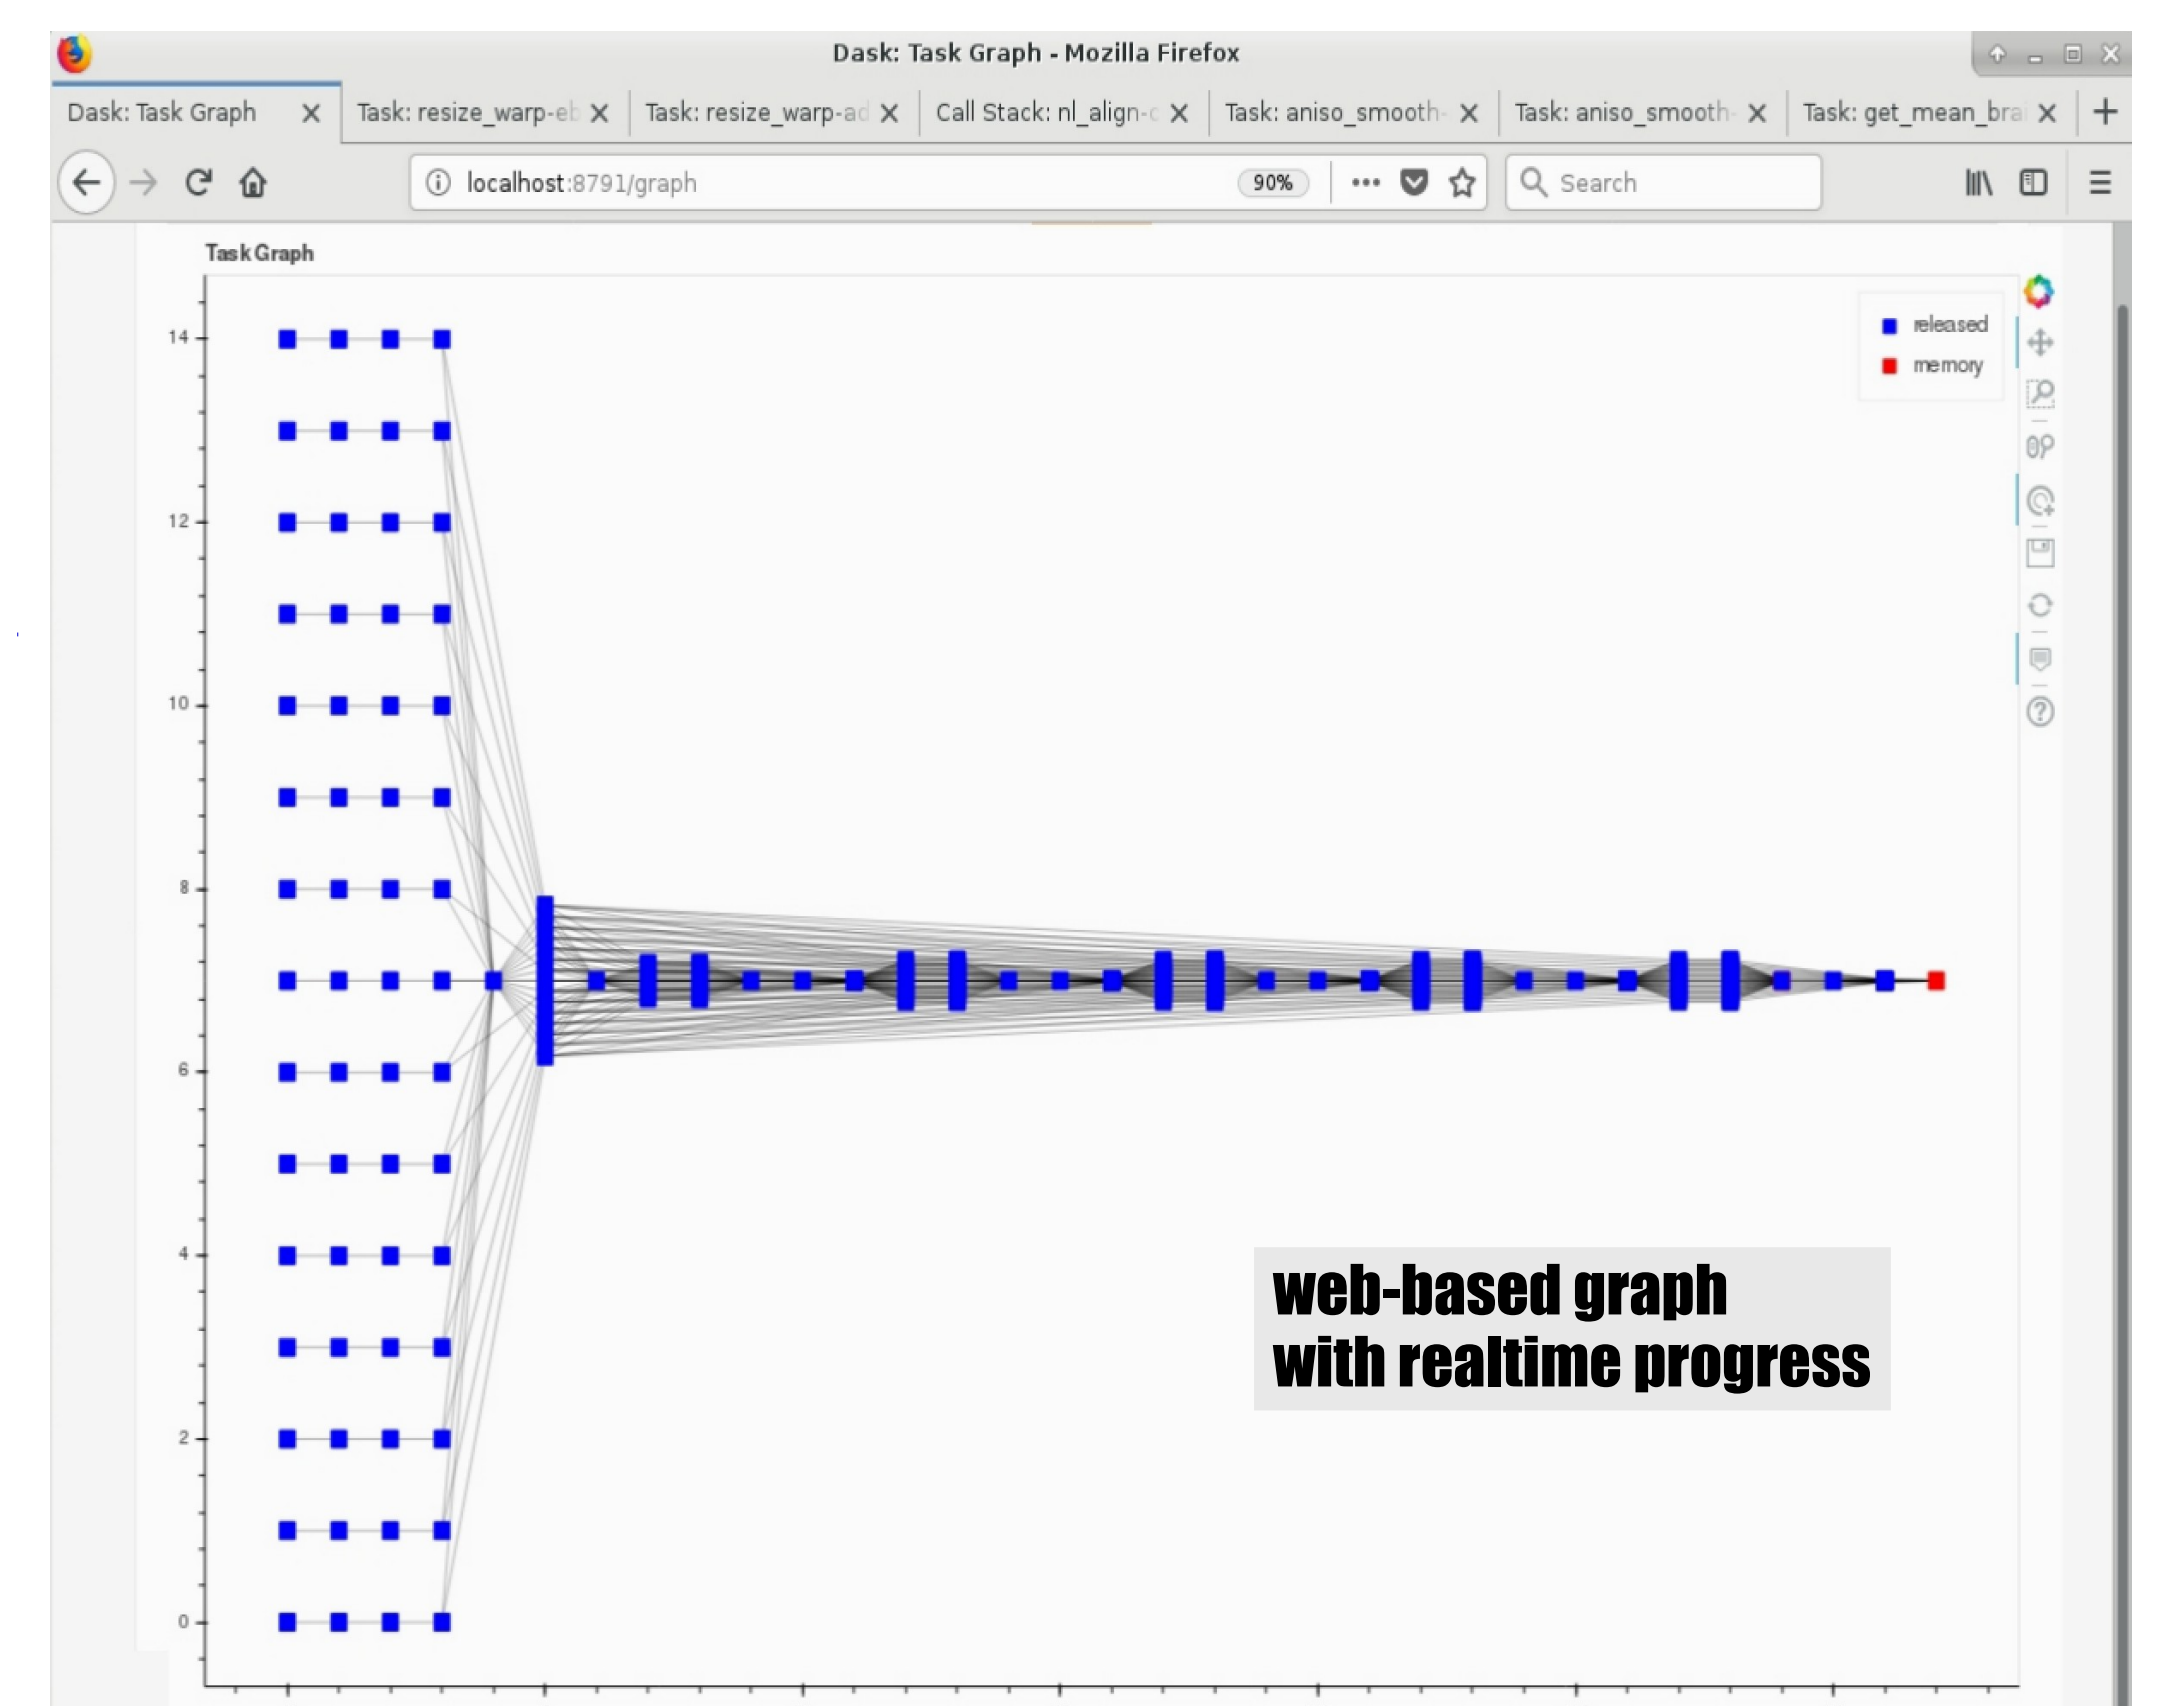 Dask: Task Graph - Mozilla Firefox
Dask: Task Graph
Task: resize_warp-eb
Task: resize_warp-ad
Call Stack: nl_align-c
Task: aniso_smooth-
Task: aniso_smooth-
Task: get_mean_bra
localhost:8791/graph
90%
Search
Task Graph
released
memory
14
12
10
8
6
4
2
0
web-based graph
with realtime progress